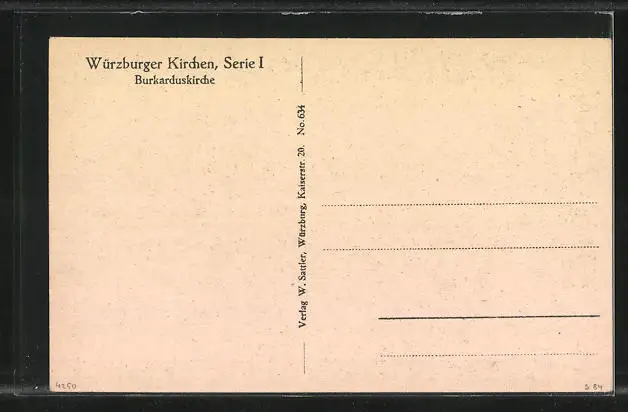 Würzburger Kirchen, Serie I
Burkarduskirche
Verlag W. Sattler, Würzburg, Kaiserstr. 20. No. 634
4250
S 84